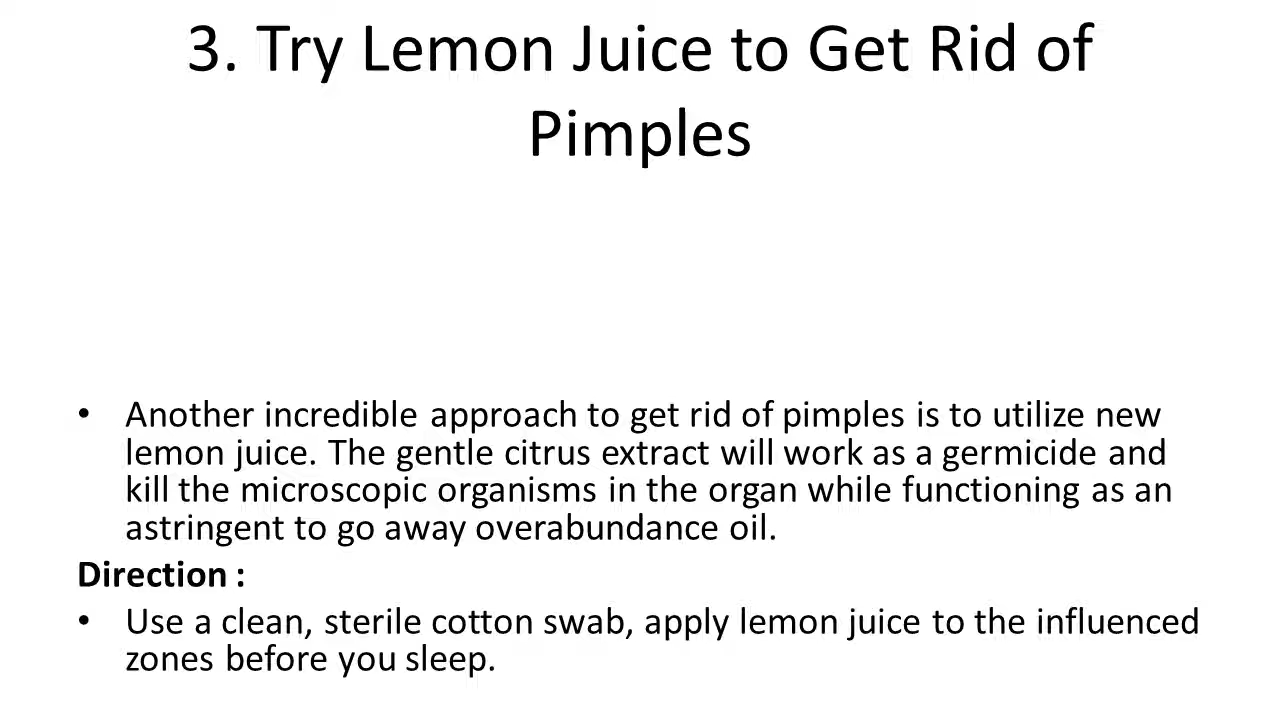 3. Try Lemon Juice to Get Rid of
Pimples
• Another incredible approach to get rid of pimples is to utilize new
lemon juice. The gentle citrus extract will work as a germicide and
kill the microscopic organisms in the organ while functioning as an
astringent to go away overabundance oil.
Direction :
• Use a clean, sterile cotton swab, apply lemon juice to the influenced
zones before you sleep.